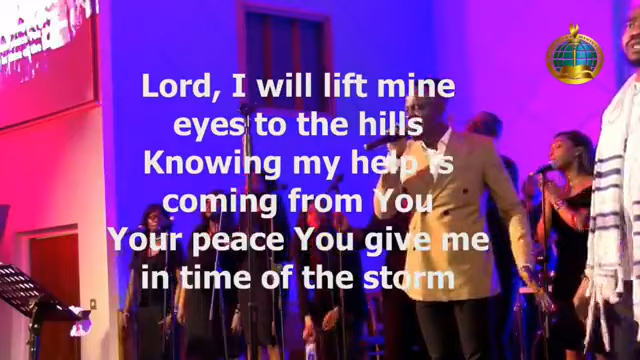 Lord, I will lift mine
eyes to the hills
Knowing my help is
coming from You
Your peace You give me
in time of the storm